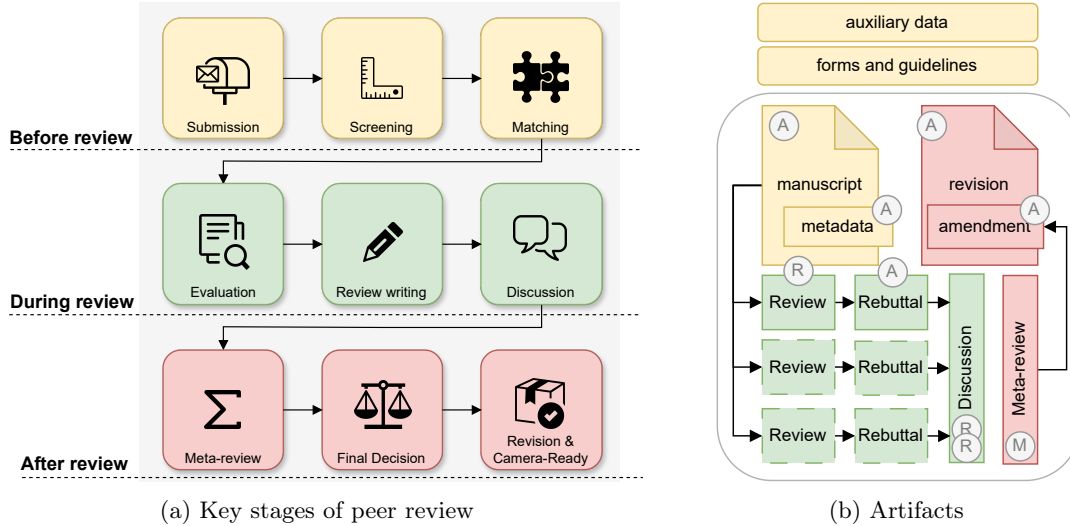 Submission
Screening
Matching
Before review
Evaluation
Review writing
Discussion
During review
Meta-review
Final Decision
Revision &
Camera-Ready
After review
(a) Key stages of peer review
auxiliary data
forms and guidelines
A
manuscript
metadata
A
A
revision
amendment
A
R
Review
A
Rebuttal
Review
Rebuttal
Review
Rebuttal
Discussion
R
R
Meta-review
M
(b) Artifacts